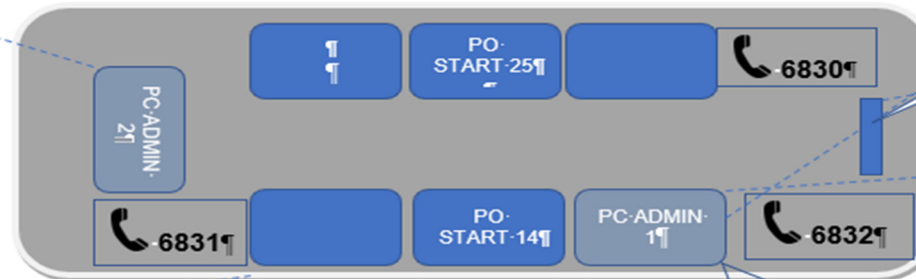 ¶
¶
PO·
START·25¶
·6830¶
PC·ADMIN·
2¶
·6831¶
PO·
START·14¶
PC·ADMIN·
1¶
·6832¶